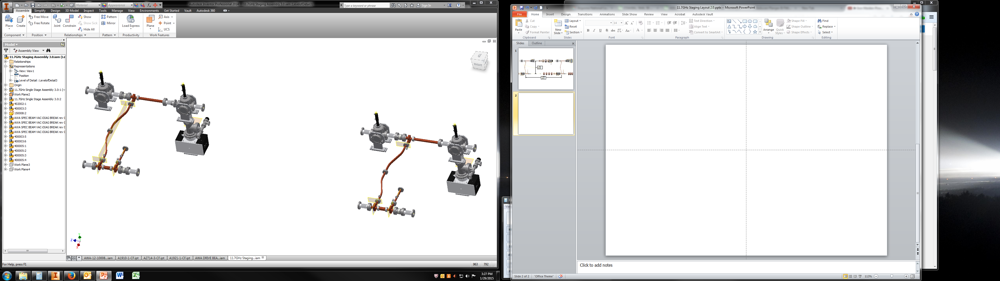 Autodesk Inventor Professional 2014 11.7GHz Staging Assembly 3.0.iam (LevelofDetail3)
Material Appearance
Type a keyword or phrase Sign In
PRO Assemble Simplify Design 3D Model Inspect Tools Manage View Environments Get Started Vault Autodesk 360
Place Create Free Move Free Rotate Joint Constrain Show Show Sick Hide All Pattern Mirror Load Express Plane Axis Point UCS
Component Position Relationships Pattern Productivity Work Features
Model
Assembly View
11.7GHz Staging Assembly 3.0.iam (Le
Relationships
Representations
View: View1
Position
Level of Detail : LevelofDetail3
Origin
11.7GHz Single Stage Assembly 3.0:1 (~
Work Plane2
11.7GHz Single Stage Assembly 3.0:2
402002:1
400003:3
150008:2
AWA SPEC BEAM VAC-DIAG BREAK rev 0
AWA SPEC BEAM VAC-DIAG BREAK rev 0
AWA SPEC BEAM VAC-DIAG BREAK rev 0
AWA SPEC BEAM VAC-DIAG BREAK rev 0
400003:5
400003:6
400005:1
400005:2
400005:3
400005:4
Work Plane3
Work Plane4
RIGHT
Y
Z
X
AWA-12-10008...iam A1910-1-CF.ipt A2714-3-CF.ipt A1921-1-CF.ipt AWA DRIVE BEA...iam 11.7GHz Staging...iam
For Help, press F1 963 792
3:27 PM
1/29/2015
11.7GHz Staging Layout 2.0.pptx - Microsoft PowerPoint
File Home Insert Design Transitions Animations Slide Show Review View Acrobat Autodesk Vault
Paste Cut Copy Format Painter
New Slide Layout Reset Section
14
B I U S abc AV Aa A
Text Direction Align Text Convert to SmartArt
Arrange Quick Styles Shape Fill Shape Outline Shape Effects
Find Replace Select
Clipboard Slides Font Paragraph Drawing Editing
Slides Outline
1
2
Click to add notes
Slide 2 of 2 "Office Theme" 113%